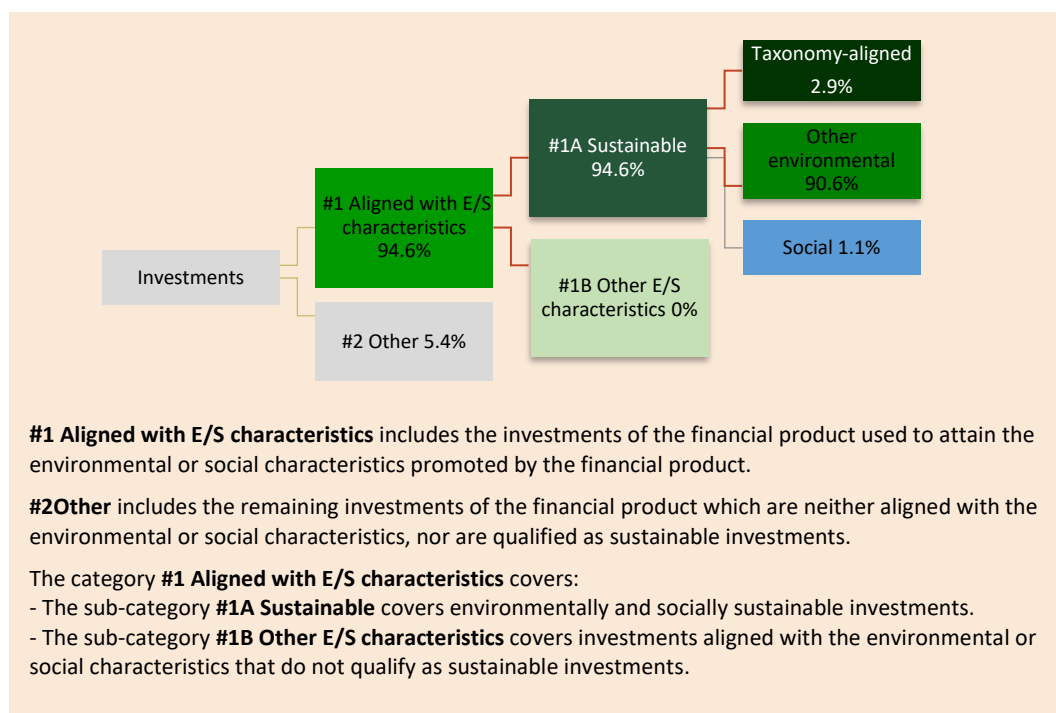 Taxonomy-aligned
2.9%
#1A Sustainable
94.6%
Other
environmental
90.6%
#1 Aligned with E/S
characteristics
94.6%
Social 1.1%
Investments
#1B Other E/S
characteristics 0%
#2 Other 5.4%
#1 Aligned with E/S characteristics includes the investments of the financial product used to attain the
environmental or social characteristics promoted by the financial product.
#2Other includes the remaining investments of the financial product which are neither aligned with the
environmental or social characteristics, nor are qualified as sustainable investments.
The category #1 Aligned with E/S characteristics covers:
- The sub-category #1A Sustainable covers environmentally and socially sustainable investments.
- The sub-category #1B Other E/S characteristics covers investments aligned with the environmental or
social characteristics that do not qualify as sustainable investments.